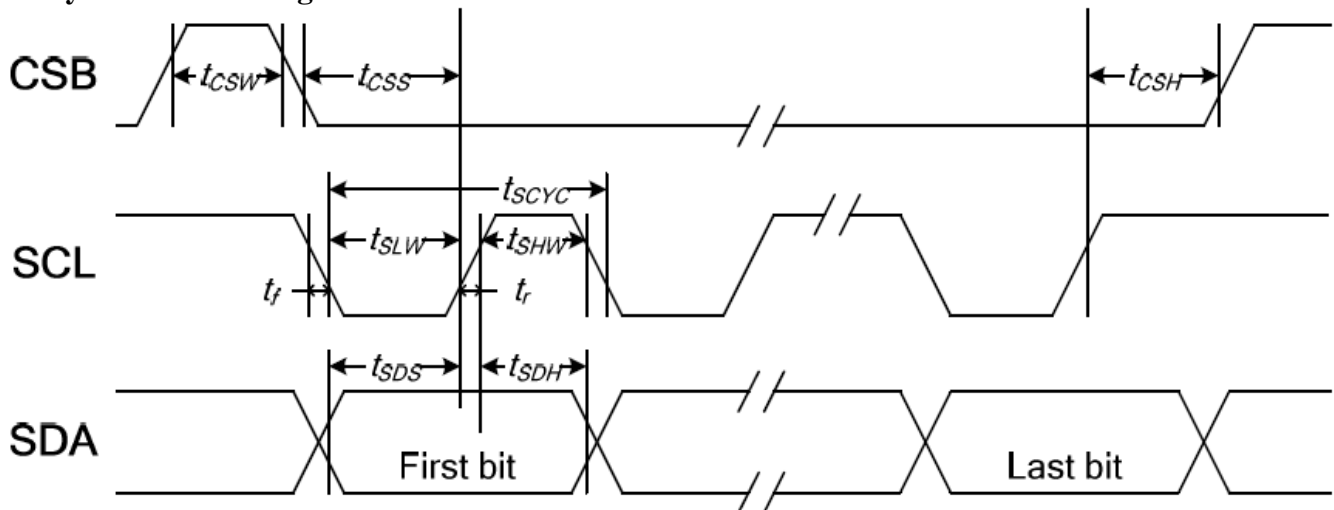 CSB
tCSW
tCSS
tCSH
tSCYC
SCL
tSLW
tSHW
tf
tr
tSDS
tSDH
SDA
First bit
Last bit